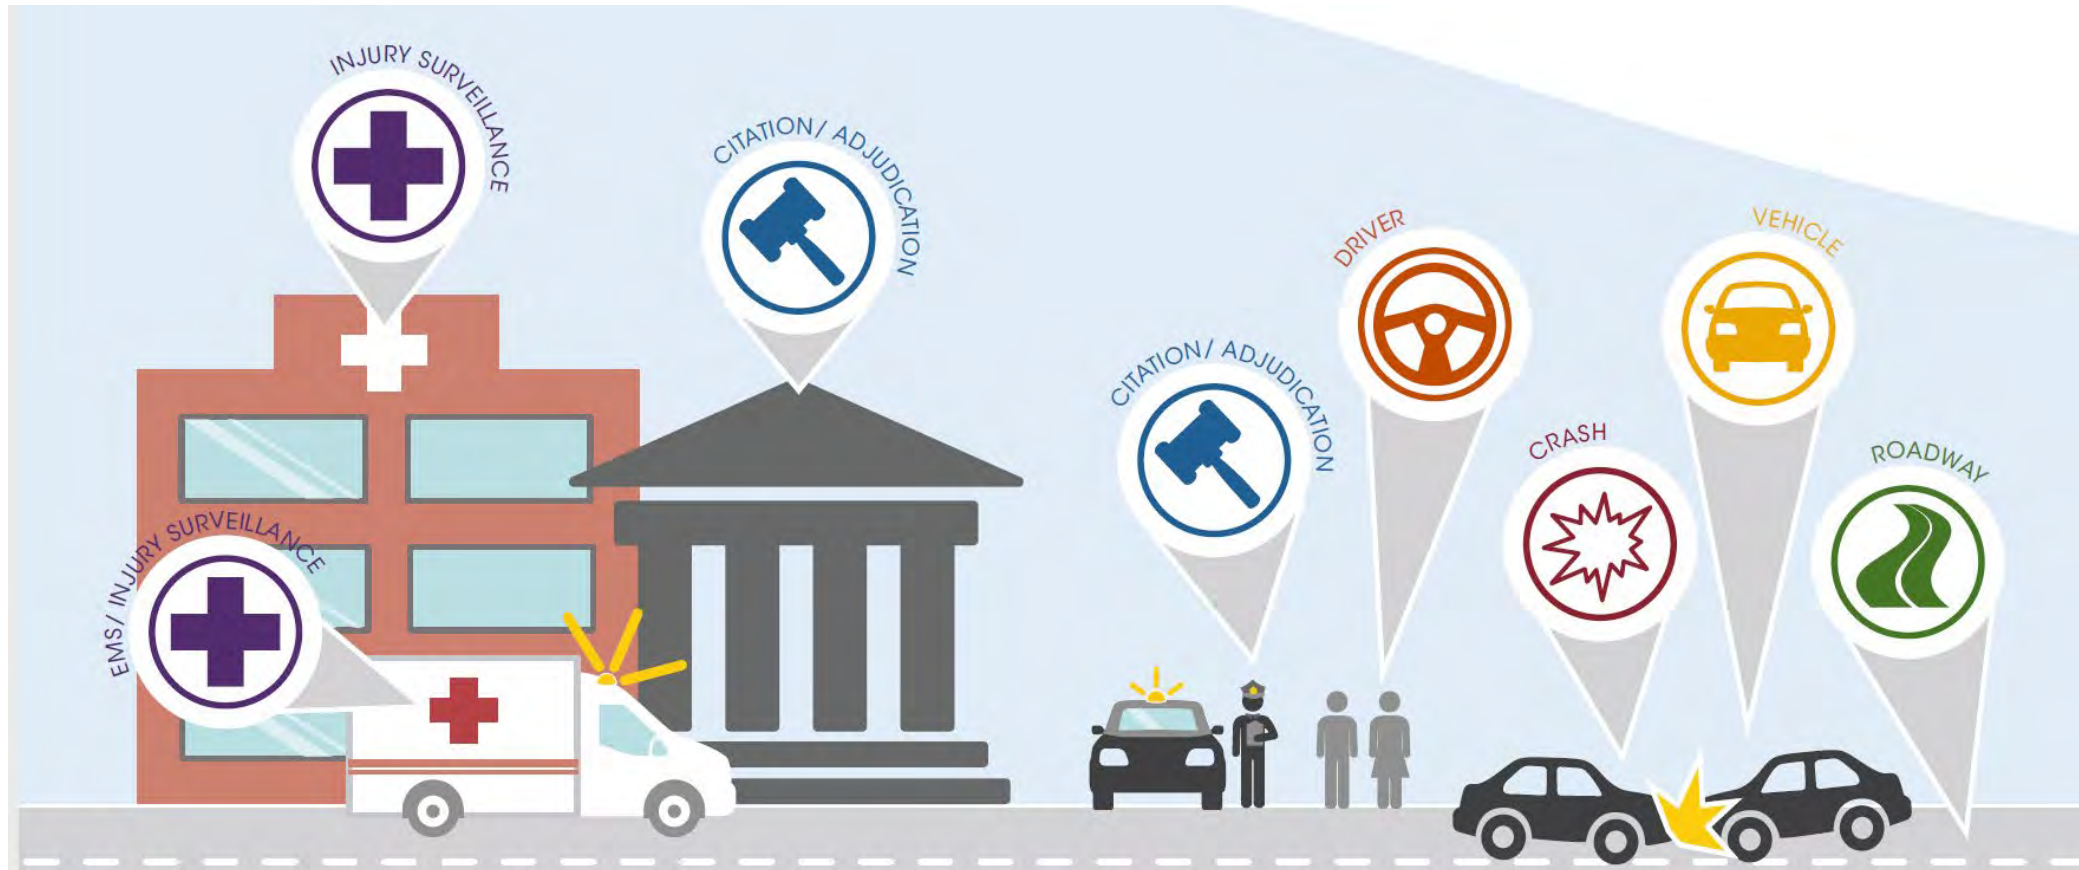 INJURY SURVEILLANCE
CITATION/ ADJUDICATION
DRIVER
VEHICLE
CITATION/ ADJUDICATION
CRASH
ROADWAY
EMS/ INJURY SURVEILLANCE